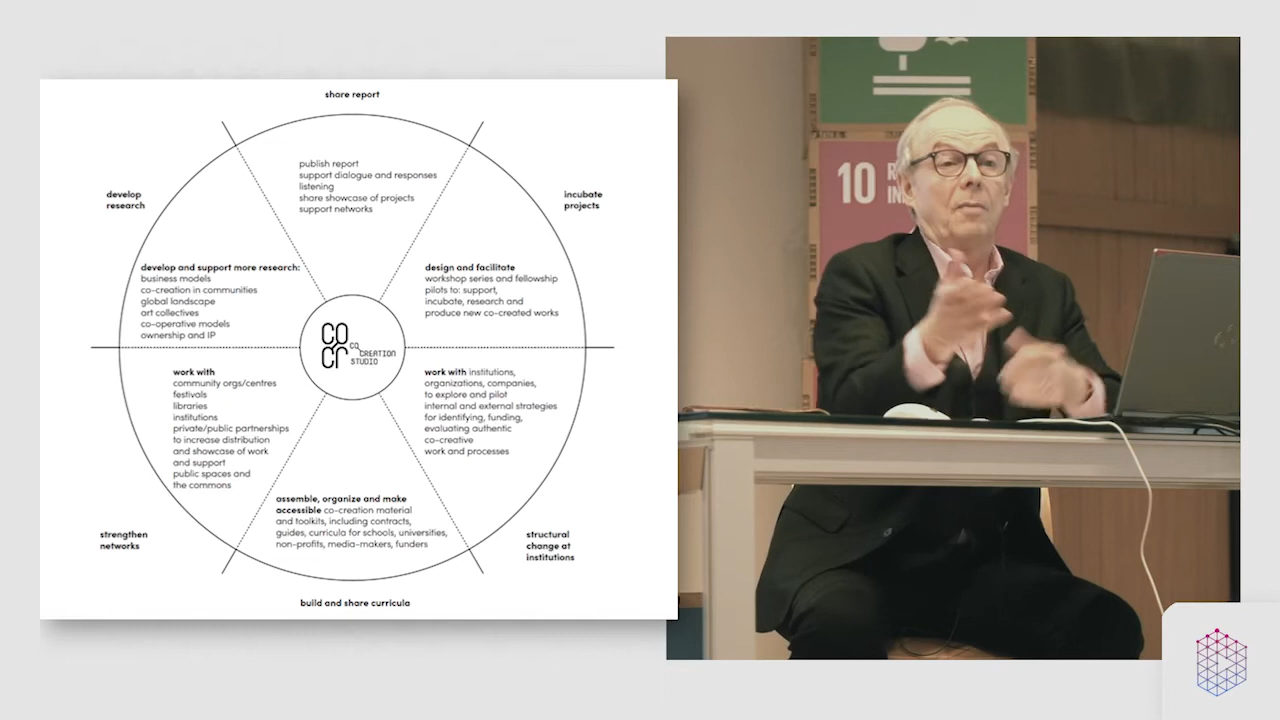 share report
publish report
support dialogue and responses
listening
share showcase of projects
support networks
develop
research
incubate
projects
develop and support more research:
business models
co-creation in communities
global landscape
art collectives
co-operative models
ownership and IP
design and facilitate
workshop series and fellowship
pilots to: support,
incubate, research and
produce new co-created works
CO
Cr
CO
CREATION
STUDIO
work with
community orgs/centres
festivals
libraries
institutions
private/public partnerships
to increase distribution
and showcase of work
and support
public spaces and
the commons
work with institutions,
organizations, companies,
to explore and pilot
internal and external strategies
for identifying, funding,
evaluating authentic
co-creative
work and processes
assemble, organize and make
accessible co-creation material
and toolkits, including contracts,
guides, curricula for schools, universities,
non-profits, media-makers, funders
strengthen
networks
structural
change at
institutions
build and share curricula
10